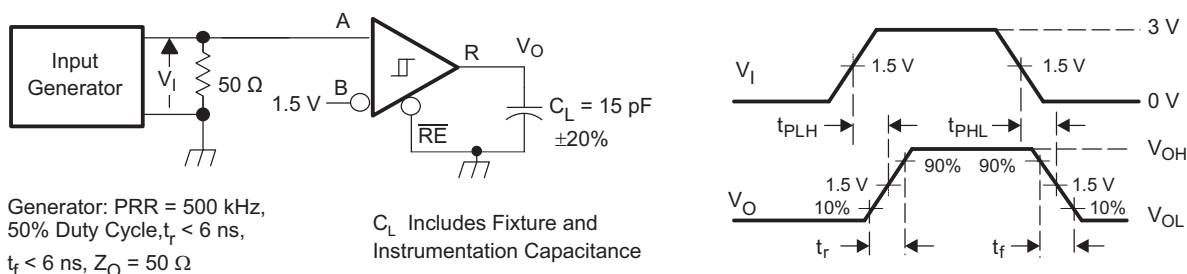 Input
Generator
V_I
50 Ω
A
B
1.5 V
R
V_O
R̅E̅
C_L = 15 pF
±20%
Generator: PRR = 500 kHz,
50% Duty Cycle,t_r < 6 ns,
t_f < 6 ns, Z_O = 50 Ω
C_L Includes Fixture and
Instrumentation Capacitance
3 V
V_I
1.5 V
1.5 V
0 V
t_PLH
t_PHL
V_OH
90%
90%
1.5 V
1.5 V
V_O
10%
10%
V_OL
t_r
t_f